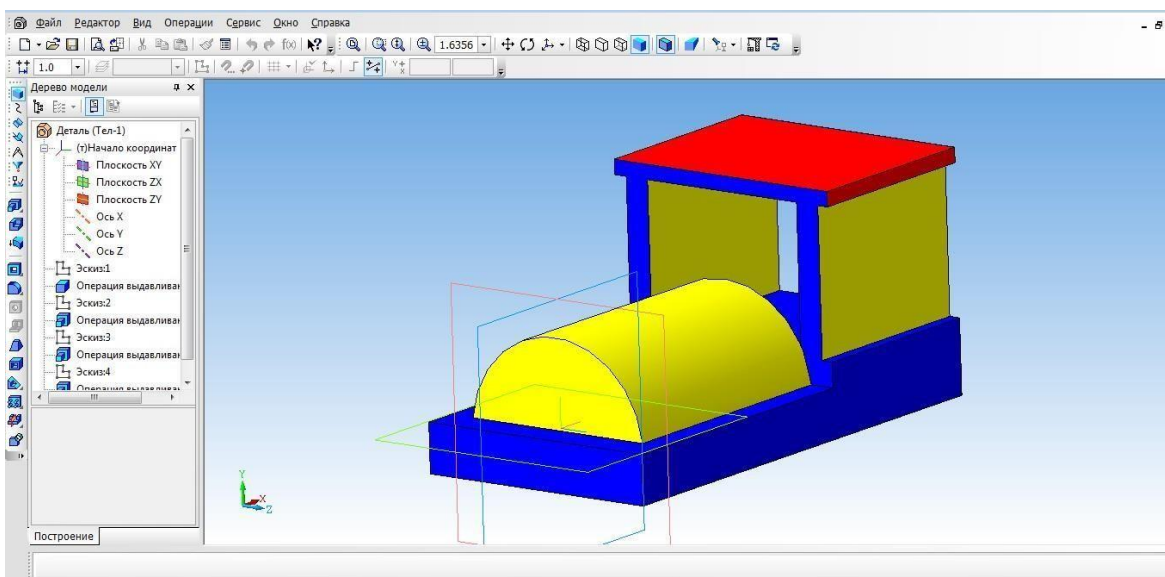 Файл Редактор Вид Операции Сервис Окно Справка
f(x) 1.6356
1.0
Дерево модели
Деталь (Тел-1)
(т)Начало координат
Плоскость XY
Плоскость ZX
Плоскость ZY
Ось X
Ось Y
Ось Z
Эскиз:1
Операция выдавливан
Эскиз:2
Операция выдавливан
Эскиз:3
Операция выдавливан
Эскиз:4
Операция выдавливан
Y
X
Z
Построение